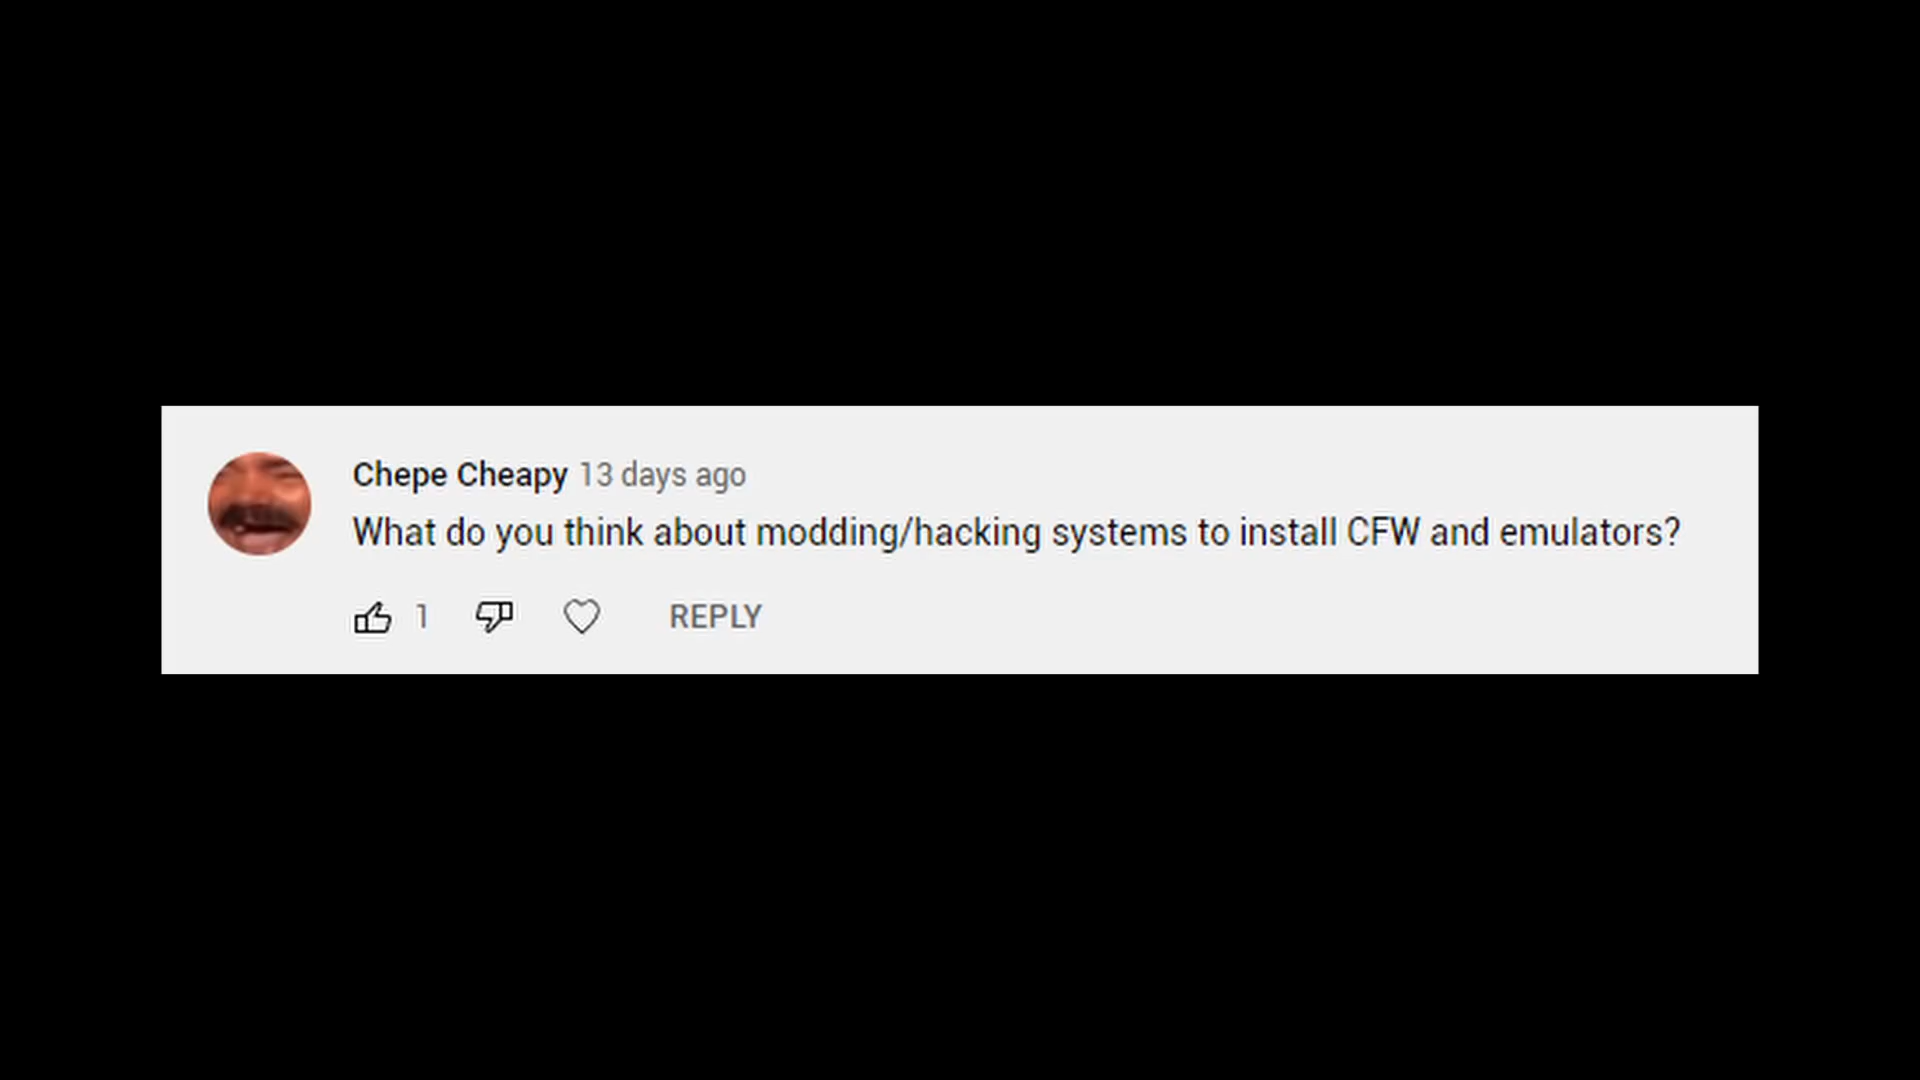 Chepe Cheapy 13 days ago
What do you think about modding/hacking systems to install CFW and emulators?
1 REPLY